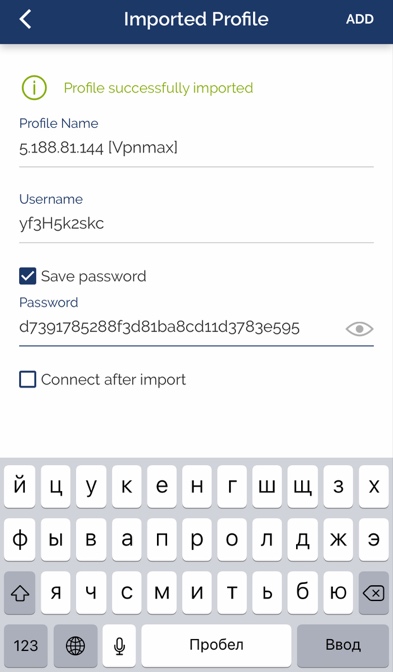 Imported Profile
ADD
Profile successfully imported
Profile Name
5.188.81.144 [Vpnmax]
Username
yf3H5k2skc
Save password
Password
d7391785288f3d81ba8cd11d3783e595
Connect after import
й ц у к е н г ш щ з х
ф ы в а п р о л д ж э
я ч с м и т ь б ю
123 Пробел Ввод